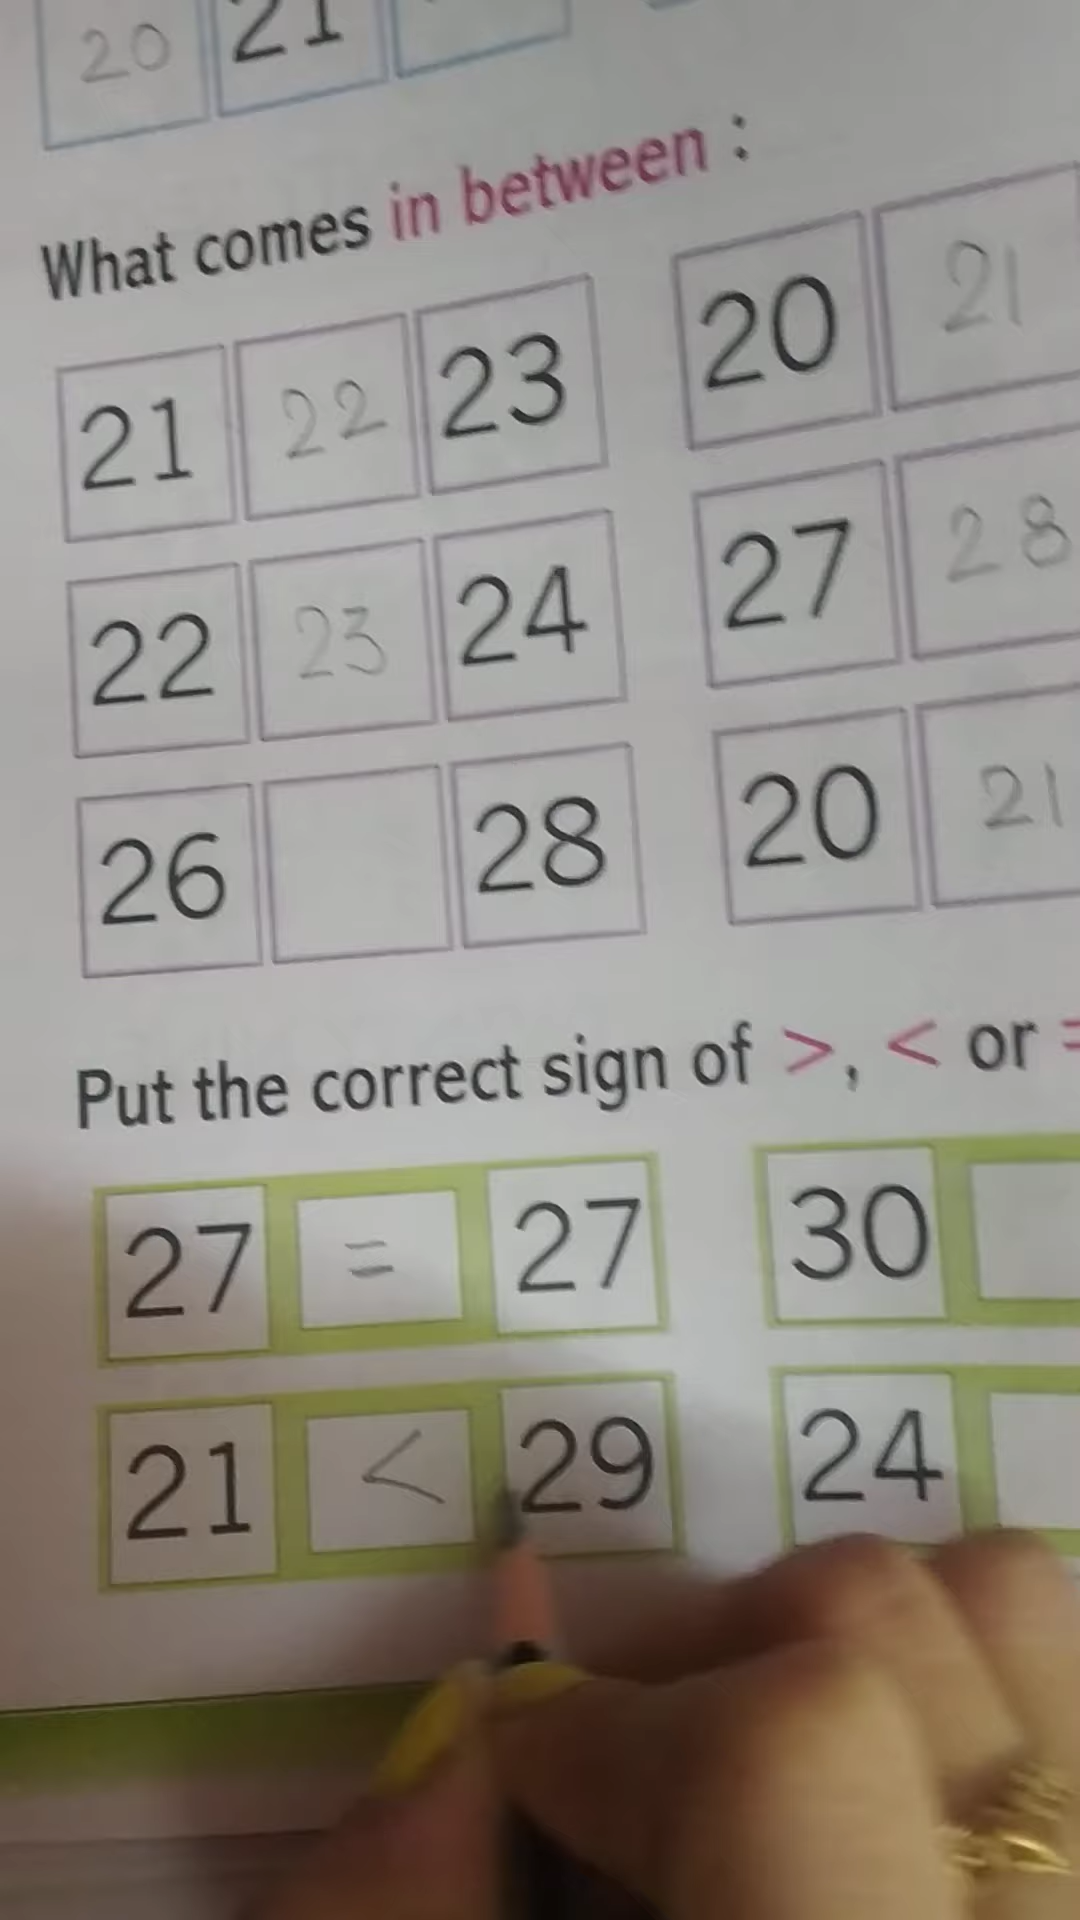 20 21
What comes in between :
21 22 23 20 21
22 23 24 27 28
26 28 20 21
Put the correct sign of >, < or =
27 = 27 30
21 < 29 24